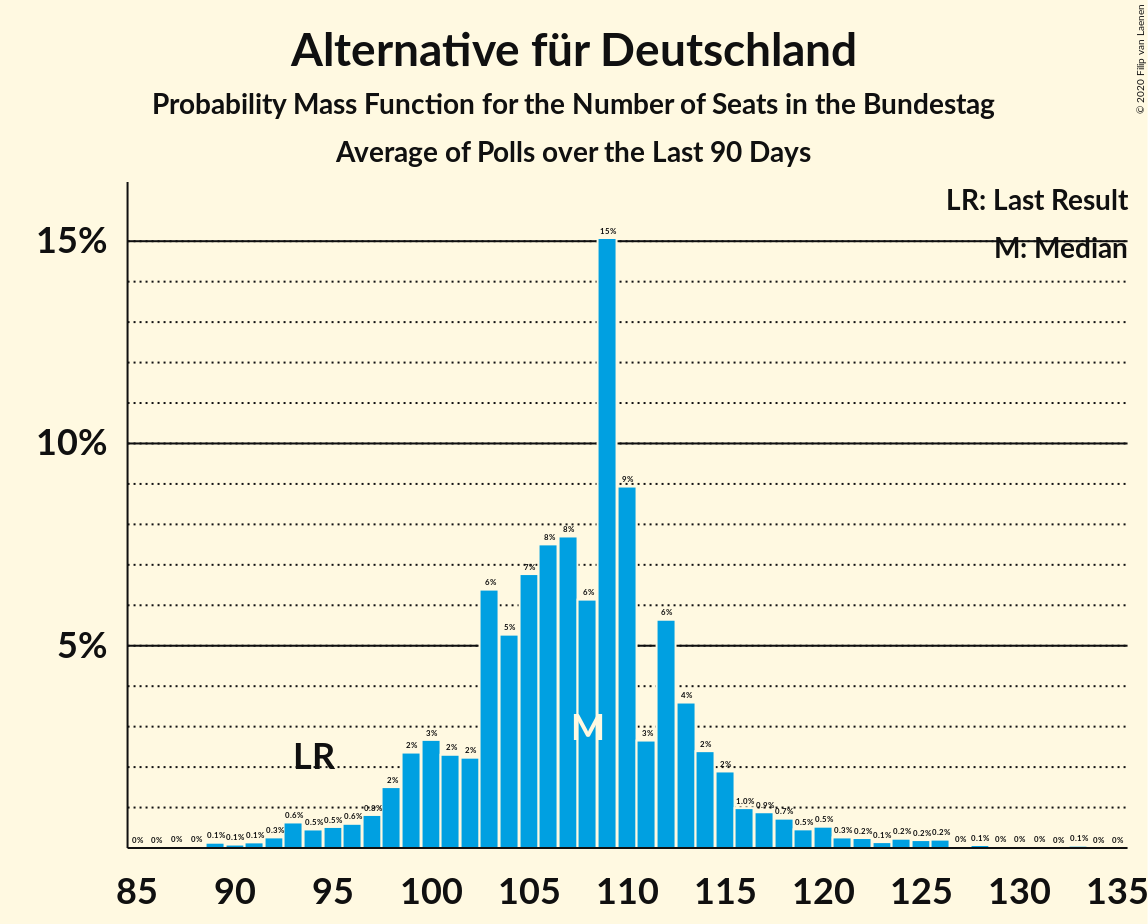 Alternative für Deutschland
Probability Mass Function for the Number of Seats in the Bundestag
Average of Polls over the Last 90 Days
© 2020 Filip van Laenen
LR: Last Result
M: Median
15%
10%
5%
0% 0% 0% 0% 0.1% 0.1% 0.1% 0.3% 0.6% 0.5% 0.5% 0.6% 0.8% 2% 2% 3% 2% 2% 6% 5% 7% 8% 8% 6% 15% 9% 3% 6% 4% 2% 2% 1.0% 0.9% 0.7% 0.5% 0.5% 0.3% 0.2% 0.1% 0.2% 0.2% 0.2% 0% 0.1% 0% 0% 0% 0% 0.1% 0% 0%
LR
M
85 90 95 100 105 110 115 120 125 130 135